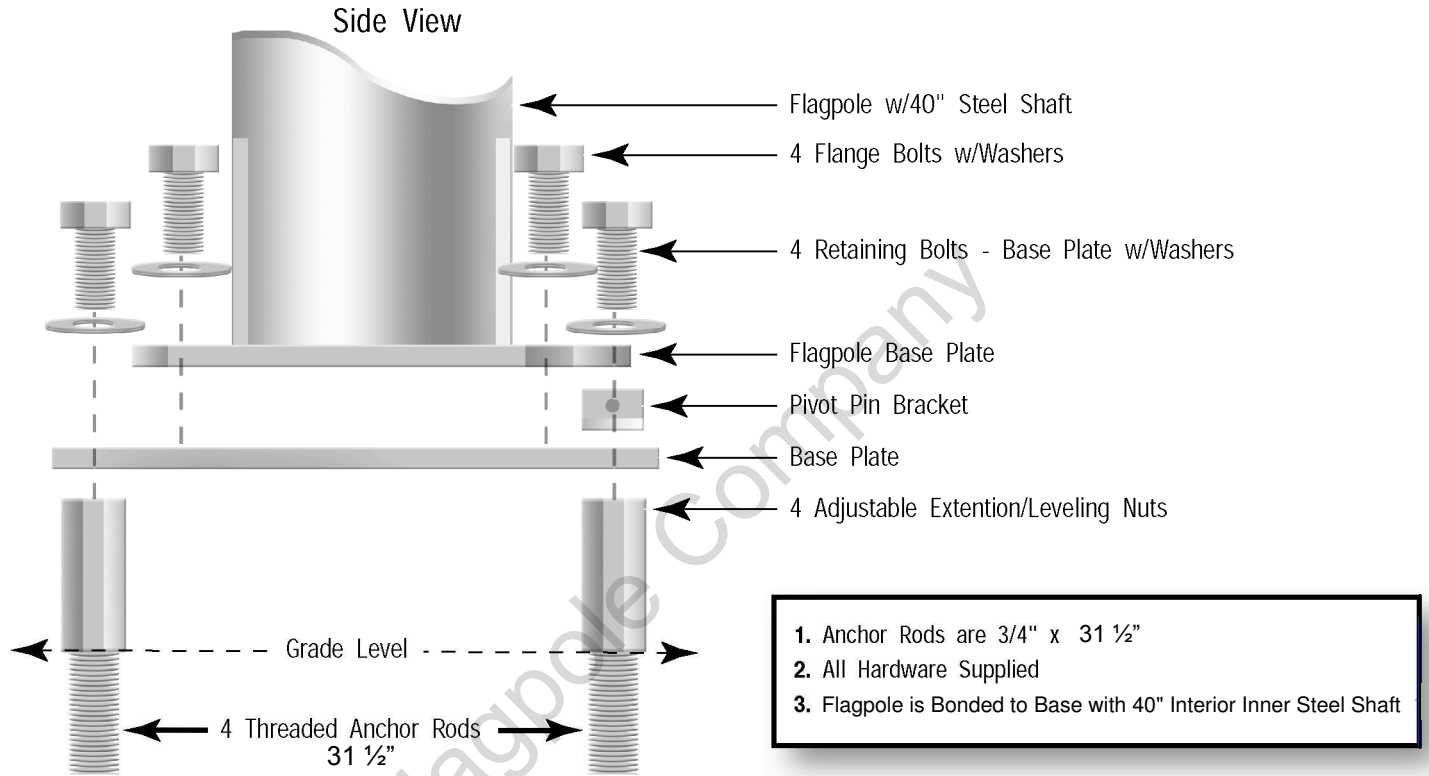 Side View
Flagpole w/40" Steel Shaft
4 Flange Bolts w/Washers
4 Retaining Bolts - Base Plate w/Washers
Flagpole Base Plate
Pivot Pin Bracket
Base Plate
4 Adjustable Extention/Leveling Nuts
Grade Level
4 Threaded Anchor Rods
31 ½”
1. Anchor Rods are 3/4" x 31 ½”
2. All Hardware Supplied
3. Flagpole is Bonded to Base with 40" Interior Inner Steel Shaft
Flagpole Company